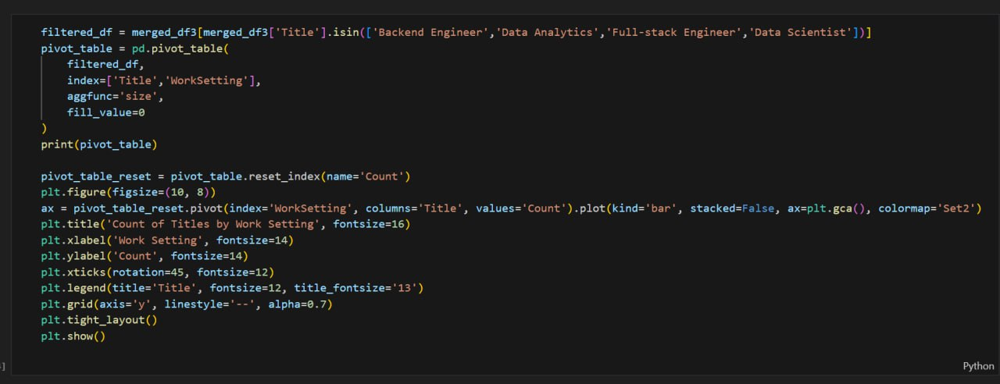 filtered_df = merged_df3[merged_df3['Title'].isin(['Backend Engineer','Data Analytics','Full-stack Engineer','Data Scientist'])]
pivot_table = pd.pivot_table(
    filtered_df,
    index=['Title','WorkSetting'],
    aggfunc='size',
    fill_value=0
)
print(pivot_table)

pivot_table_reset = pivot_table.reset_index(name='Count')
plt.figure(figsize=(10, 8))
ax = pivot_table_reset.pivot(index='WorkSetting', columns='Title', values='Count').plot(kind='bar', stacked=False, ax=plt.gca(), colormap='Set2')
plt.title('Count of Titles by Work Setting', fontsize=16)
plt.xlabel('Work Setting', fontsize=14)
plt.ylabel('Count', fontsize=14)
plt.xticks(rotation=45, fontsize=12)
plt.legend(title='Title', fontsize=12, title_fontsize='13')
plt.grid(axis='y', linestyle='--', alpha=0.7)
plt.tight_layout()
plt.show()
]
Python